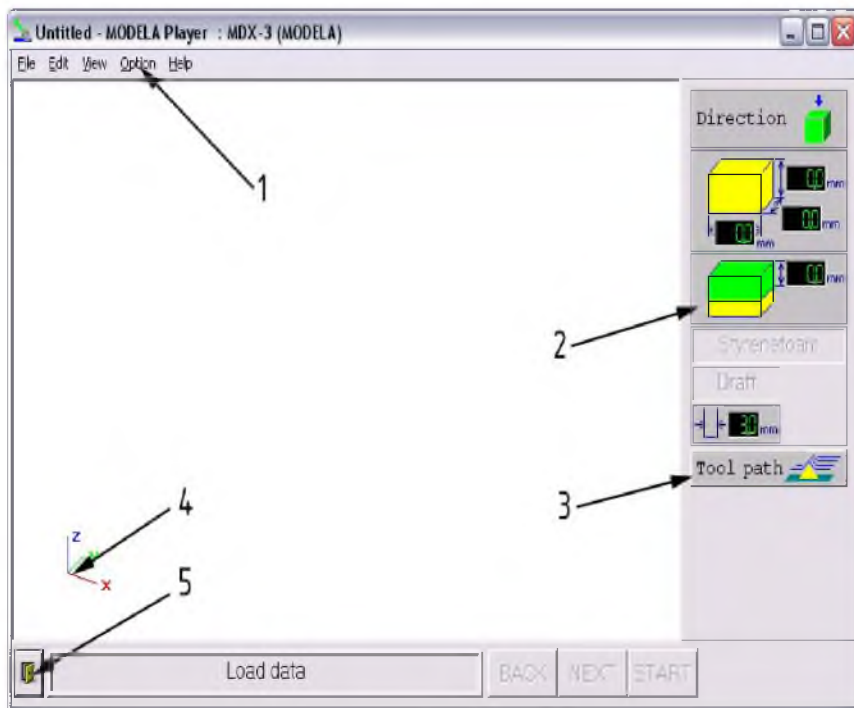 Untitled - MODELA Player : MDX-3 (MODELA)
File Edit View Option Help
Direction
1
0.0 mm
0.0 mm
0.0 mm
0.0 mm
2
Styrenefoam
Draft
3.0 mm
Tool path
3
4
Z
X
5
Load data
BACK NEXT START